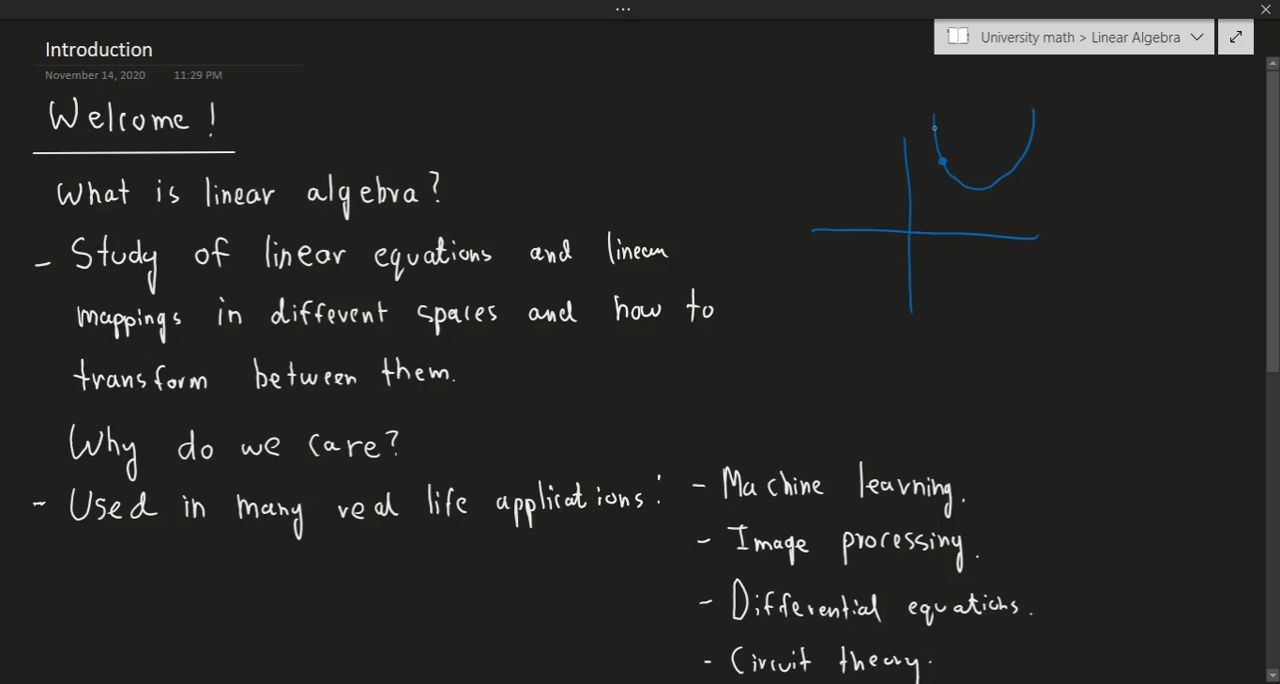 Introduction
University math > Linear Algebra
November 14, 2020 11:29 PM
Welcome!
What is linear algebra?
- Study of linear equations and linear
mappings in different spaces and how to
transform between them.
Why do we care?
- Used in many real life applications: - Machine learning.
- Image processing.
- Differential equations.
- Circuit theory.